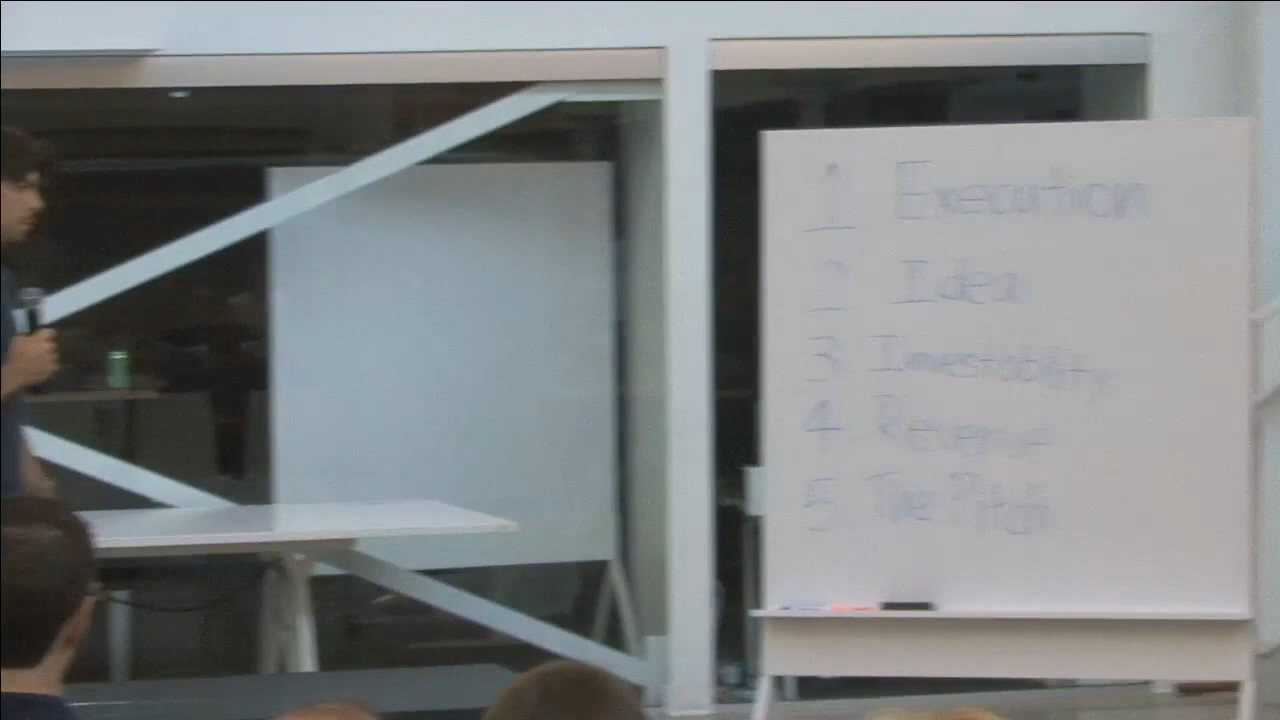 1 Execution
2 Idea
3 Investability
4 Revenue
5 The Pitch